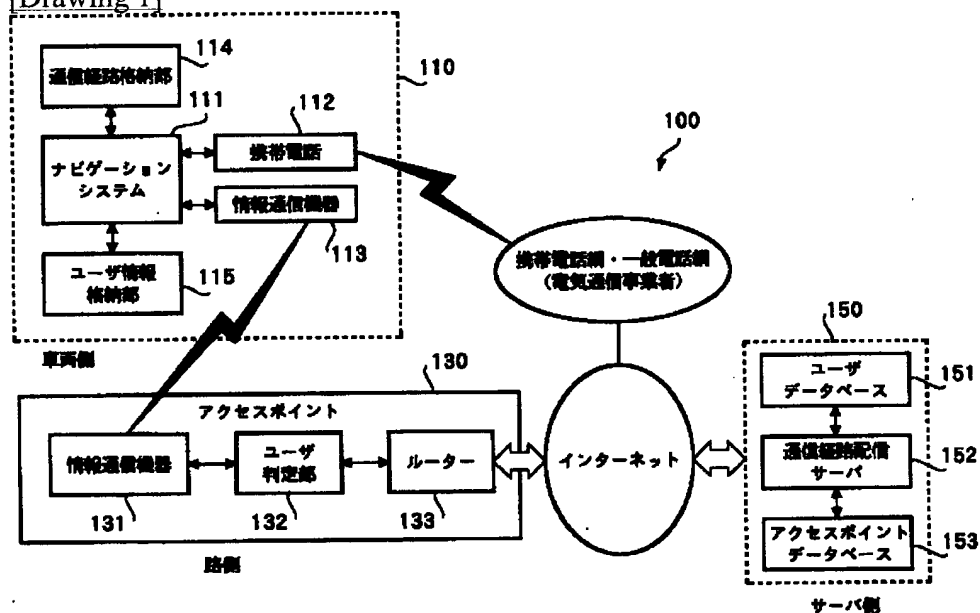 [Drawing 1]
114
通信経路格納部
110
111
112
100
ナビゲーション
システム
携帯電話
情報通信機器
113
携帯電話網・一般電話網
(電気通信事業者)
ユーザ情報
格納部
115
車両側
150
130
ユーザ
データベース
151
アクセスポイント
情報通信機器
ユーザ
判定部
ルーター
インターネット
通信経路配信
サーバ
152
131
132
133
アクセスポイント
データベース
153
路側
サーバ側